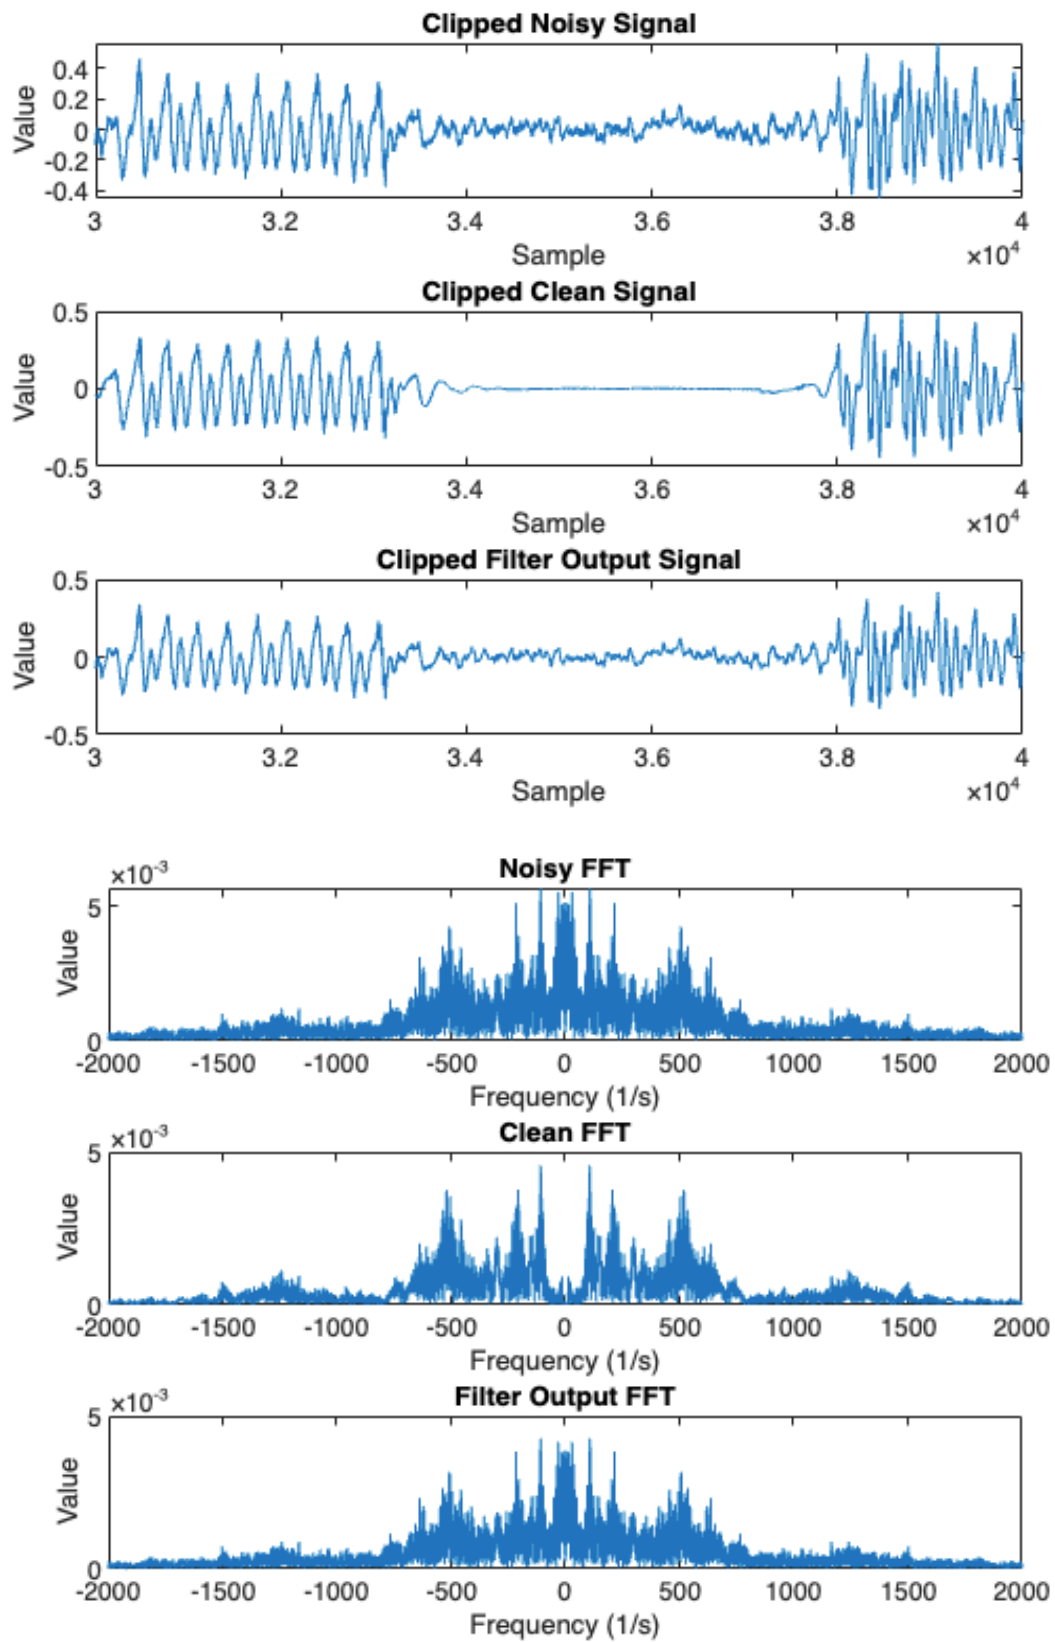 Clipped Noisy Signal
0.4
0.2
0
-0.2
-0.4
Value
3 3.2 3.4 3.6 3.8 4
Sample
×10⁴
Clipped Clean Signal
0.5
0
-0.5
Value
3 3.2 3.4 3.6 3.8 4
Sample
×10⁴
Clipped Filter Output Signal
0.5
0
-0.5
Value
3 3.2 3.4 3.6 3.8 4
Sample
×10⁴
Noisy FFT
×10⁻³
5
0
Value
-2000 -1500 -1000 -500 0 500 1000 1500 2000
Frequency (1/s)
Clean FFT
×10⁻³
5
0
Value
-2000 -1500 -1000 -500 0 500 1000 1500 2000
Frequency (1/s)
Filter Output FFT
×10⁻³
5
0
Value
-2000 -1500 -1000 -500 0 500 1000 1500 2000
Frequency (1/s)